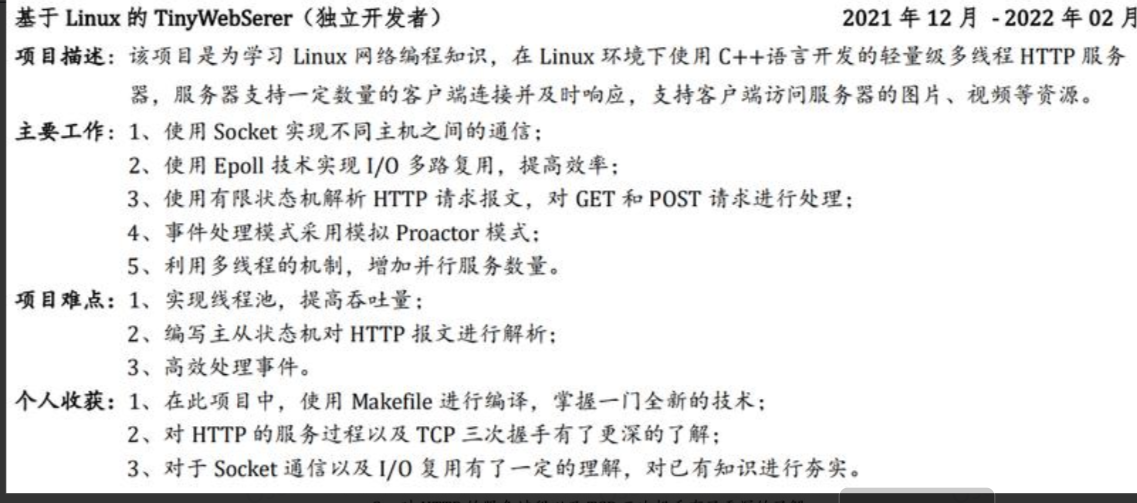 基于 Linux 的 TinyWebSerer（独立开发者） 2021 年 12 月 - 2022 年 02 月
项目描述：该项目是为学习 Linux 网络编程知识，在 Linux 环境下使用 C++语言开发的轻量级多线程 HTTP 服务
器，服务器支持一定数量的客户端连接并及时响应，支持客户端访问服务器的图片、视频等资源。
主要工作：1、使用 Socket 实现不同主机之间的通信；
2、使用 Epoll 技术实现 I/O 多路复用，提高效率；
3、使用有限状态机解析 HTTP 请求报文，对 GET 和 POST 请求进行处理；
4、事件处理模式采用模拟 Proactor 模式；
5、利用多线程的机制，增加并行服务数量。
项目难点：1、实现线程池，提高吞吐量；
2、编写主从状态机对 HTTP 报文进行解析；
3、高效处理事件。
个人收获：1、在此项目中，使用 Makefile 进行编译，掌握一门全新的技术；
2、对 HTTP 的服务过程以及 TCP 三次握手有了更深的了解；
3、对于 Socket 通信以及 I/O 复用有了一定的理解，对已有知识进行夯实。